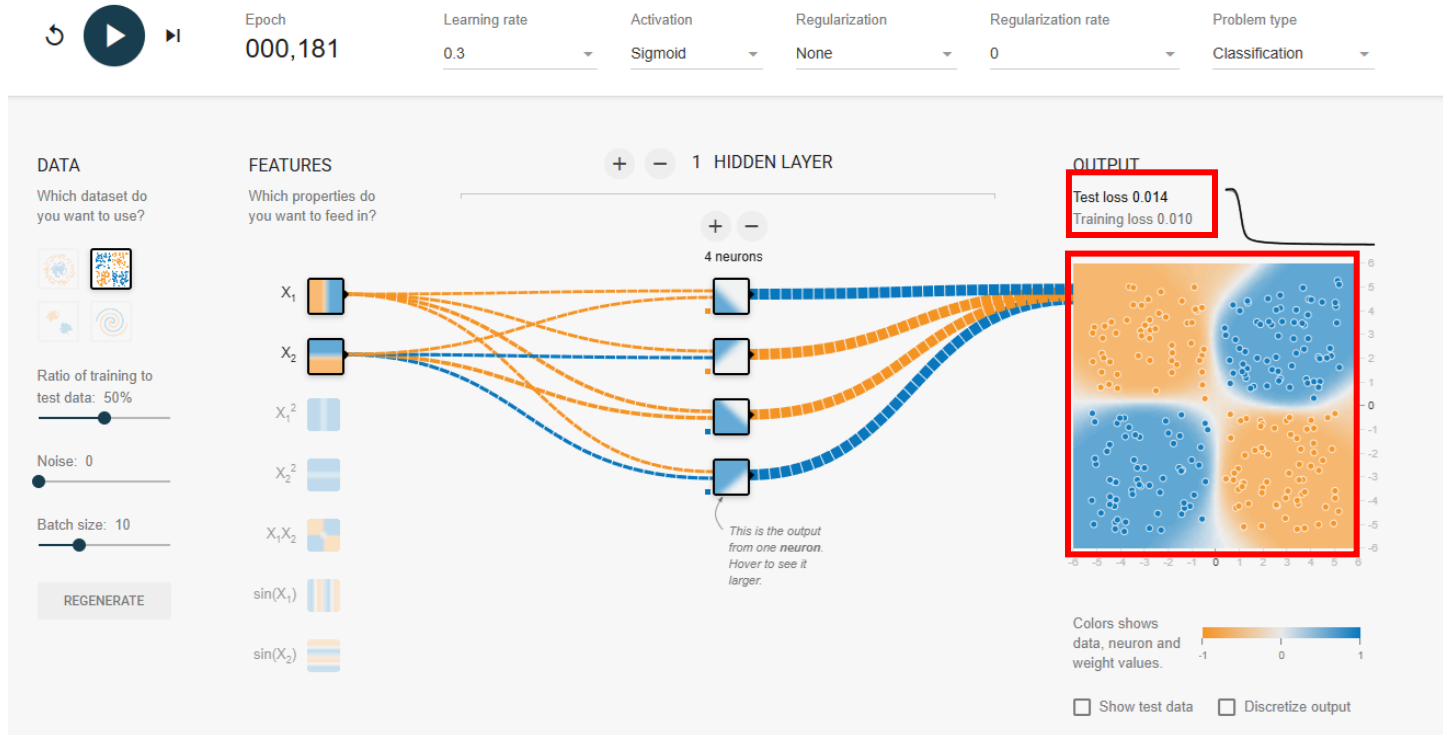 Epoch
000,181
Learning rate
0.3
Activation
Sigmoid
Regularization
None
Regularization rate
0
Problem type
Classification
DATA
Which dataset do
you want to use?
Ratio of training to
test data: 50%
Noise: 0
Batch size: 10
REGENERATE
FEATURES
Which properties do
you want to feed in?
X₁
X₂
X₁²
X₂²
X₁X₂
sin(X₁)
sin(X₂)
+ − 1 HIDDEN LAYER
+ −
4 neurons
This is the output
from one neuron.
Hover to see it
larger.
OUTPUT
Test loss 0.014
Training loss 0.010
6
5
4
3
2
1
0
-1
-2
-3
-4
-5
-6
-6 -5 -4 -3 -2 -1 0 1 2 3 4 5 6
Colors shows
data, neuron and
weight values.
-1 0 1
Show test data
Discretize output